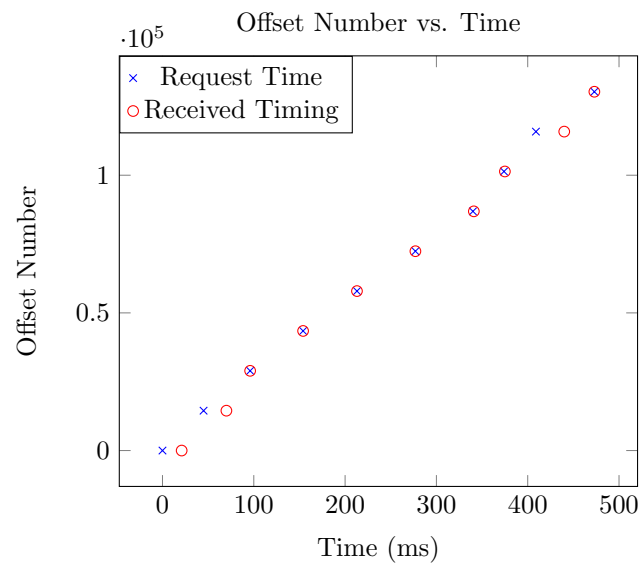 Offset Number vs. Time
·10^5
Request Time
Received Timing
1
0.5
0
Offset Number
0 100 200 300 400 500
Time (ms)